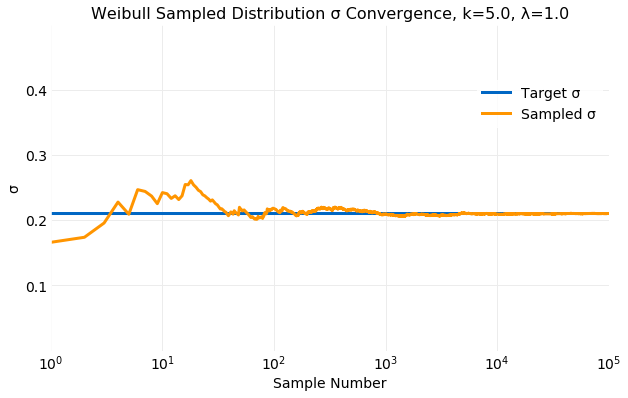 Weibull Sampled Distribution σ Convergence, k=5.0, λ=1.0
σ
0.4
0.3
0.2
0.1
Target σ
Sampled σ
10⁰ 10¹ 10² 10³ 10⁴ 10⁵
Sample Number